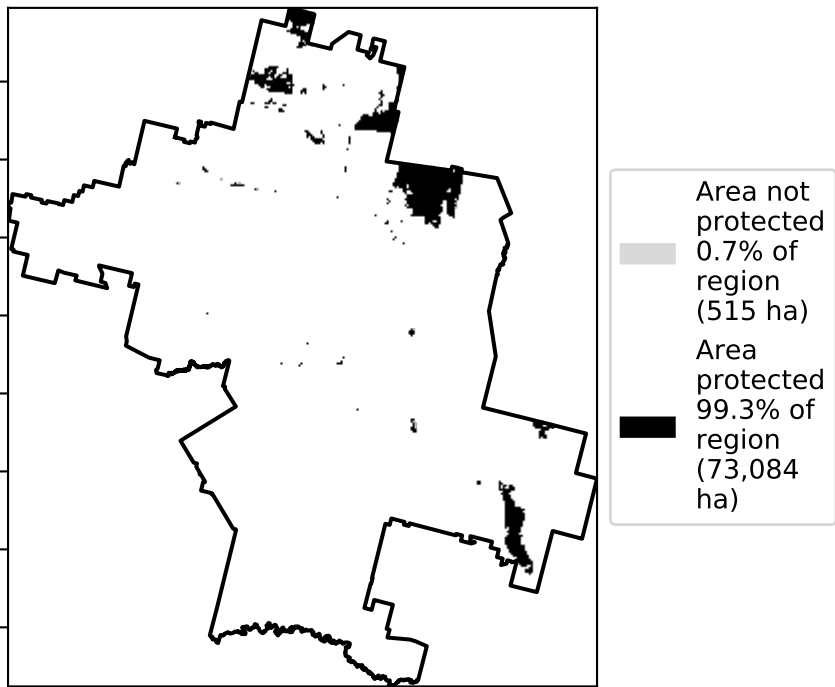 Area not
protected
0.7% of
region
(515 ha)
Area
protected
99.3% of
region
(73,084
ha)